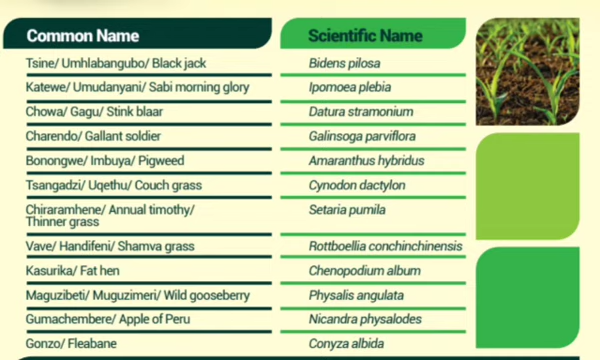 Common Name Scientific Name
Tsine/ Umhlabangubo/ Black jack Bidens pilosa
Katewe/ Umudanyani/ Sabi morning glory Ipomoea plebia
Chowa/ Gagu/ Stink blaar Datura stramonium
Charendo/ Gallant soldier Galinsoga parviflora
Bonongwe/ Imbuya/ Pigweed Amaranthus hybridus
Tsangadzi/ Uqethu/ Couch grass Cynodon dactylon
Chiraramhene/ Annual timothy/ Setaria pumila
Thinner grass
Vave/ Handifeni/ Shamva grass Rottboellia conchinchinensis
Kasurika/ Fat hen Chenopodium album
Maguzibeti/ Muguzimeri/ Wild gooseberry Physalis angulata
Gumachembere/ Apple of Peru Nicandra physalodes
Gonzo/ Fleabane Conyza albida